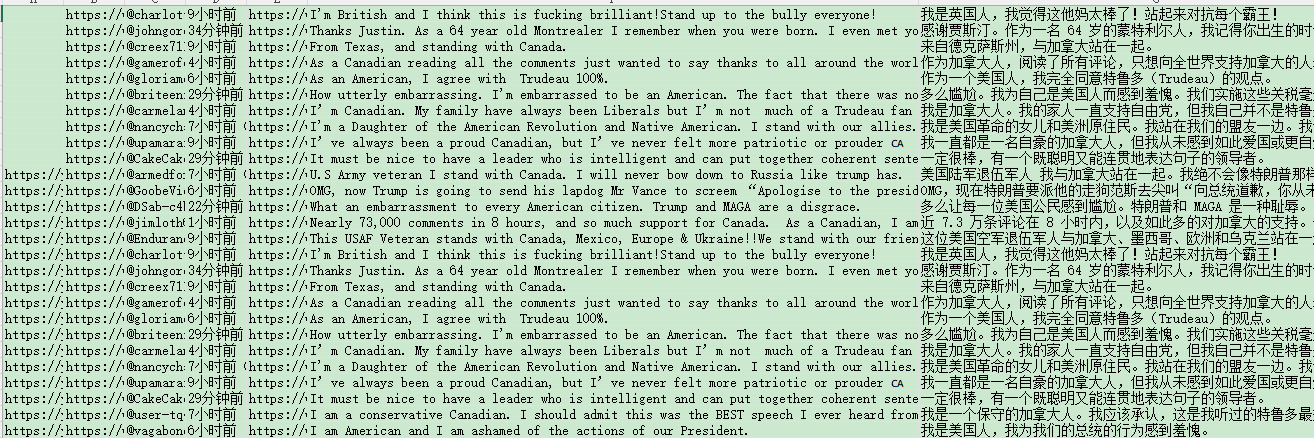 https:// @charlot 9小时前 https:// I'm British and I think this is fucking brilliant!Stand up to the bully everyone! 我是英国人，我觉得这他妈太棒了！站起来对抗每个霸王！
https:// @johngor 34分钟前 https:// Thanks Justin. As a 64 year old Montrealer I remember when you were born. I even met yo 感谢贾斯汀。作为一名 64 岁的蒙特利尔人，我记得你出生的时
https:// @creex71 9小时前 https:// From Texas, and standing with Canada. 来自德克萨斯州，与加拿大站在一起。
https:// @gamerof 4小时前 https:// As a Canadian reading all the comments just wanted to say thanks to all around the worl 作为加拿大人，阅读了所有评论，只想向全世界支持加拿大的人
https:// @gloriam 6小时前 https:// As an American, I agree with Trudeau 100%. 作为一个美国人，我完全同意特鲁多（Trudeau）的观点。
https:// @briteen 29分钟前 https:// How utterly embarrassing. I'm embarrassed to be an American. The fact that there was no 多么尴尬。我为自己是美国人而感到羞愧。我们实施这些关税毫
https:// @carmela 4小时前 https:// I'm Canadian. My family have always been Liberals but I'm not much of a Trudeau fan 我是加拿大人。我的家人一直支持自由党，但我自己并不是特鲁
https:// @nancych 7小时前 https:// I'm a Daughter of the American Revolution and Native American. I stand with our allies. 我是美国革命的女儿和美洲原住民。我站在我们的盟友一边。我
https:// @upamara 9小时前 https:// I've always been a proud Canadian, but I've never felt more patriotic or prouder CA 我一直都是一名自豪的加拿大人，但我从未感到如此爱国或更自
https:// @CakeCak 29分钟前 https:// It must be nice to have a leader who is intelligent and can put together coherent sente 一定很棒，有一个既聪明又能连贯地表达句子的领导者。
https:// https:// @armedfo 7小时前 https:// U.S Army veteran I stand with Canada. I will never bow to Russia like trump has. 美国陆军退伍军人 我与加拿大站在一起。我绝不会像特朗普那样
https:// https:// @GoobeVi 6小时前 https:// OMG, now Trump is going to send his lapdog Mr Vance to screem “Apologise to the presid OMG，现在特朗普要派他的走狗范斯去尖叫“向总统道歉，你从未
https:// https:// @DSab-c4 22分钟前 https:// What an embarrassment to every American citizen. Trump and MAGA are a disgrace. 多么让每一位美国公民感到尴尬。特朗普和 MAGA 是一种耻辱。
https:// https:// @jimloth 1小时前 https:// Nearly 73,000 comments in 8 hours, and so much support for Canada. As a Canadian, I am 近 7.3 万条评论在 8 小时内，以及如此多的对加拿大的支持。
https:// https:// @Enduran 9小时前 https:// This USAF Veteran stands with Canada, Mexico, Europe & Ukraine!!We stand with our frien 这位美国空军退伍军人与加拿大、墨西哥、欧洲和乌克兰站在一
https:// https:// @charlot 9小时前 https:// I'm British and I think this is fucking brilliant!Stand up to the bully everyone! 我是英国人，我觉得这他妈太棒了！站起来对抗每个霸王！
https:// https:// @johngor 34分钟前 https:// Thanks Justin. As a 64 year old Montrealer I remember when you were born. I even met yo 感谢贾斯汀。作为一名 64 岁的蒙特利尔人，我记得你出生的时
https:// https:// @creex71 9小时前 https:// From Texas, and standing with Canada. 来自德克萨斯州，与加拿大站在一起。
https:// https:// @gamerof 4小时前 https:// As a Canadian reading all the comments just wanted to say thanks to all around the worl 作为加拿大人，阅读了所有评论，只想向全世界支持加拿大的人
https:// https:// @gloriam 6小时前 https:// As an American, I agree with Trudeau 100%. 作为一个美国人，我完全同意特鲁多（Trudeau）的观点。
https:// https:// @briteen 29分钟前 https:// How utterly embarrassing. I'm embarrassed to be an American. The fact that there was no 多么尴尬。我为自己是美国人而感到羞愧。我们实施这些关税毫
https:// https:// @carmela 4小时前 https:// I'm Canadian. My family have always been Liberals but I'm not much of a Trudeau fan 我是加拿大人。我的家人一直支持自由党，但我自己并不是特鲁
https:// https:// @nancych 7小时前 https:// I'm a Daughter of the American Revolution and Native American. I stand with our allies. 我是美国革命的女儿和美洲原住民。我站在我们的盟友一边。我
https:// https:// @upamara 9小时前 https:// I've always been a proud Canadian, but I've never felt more patriotic or prouder CA 我一直都是一名自豪的加拿大人，但我从未感到如此爱国或更自
https:// https:// @CakeCak 29分钟前 https:// It must be nice to have a leader who is intelligent and can put together coherent sente 一定很棒，有一个既聪明又能连贯地表达句子的领导者。
https:// https:// @user-tq 7小时前 https:// I am a conservative Canadian. I should admit this was the BEST speech I ever heard from 我是一个保守的加拿大人。我应该承认，这是我听过的特鲁多最
https:// https:// @vagabon 6小时前 https:// I am American and I am ashamed of the actions of our President. 我是美国人，我为我们的总统的行为感到羞愧。